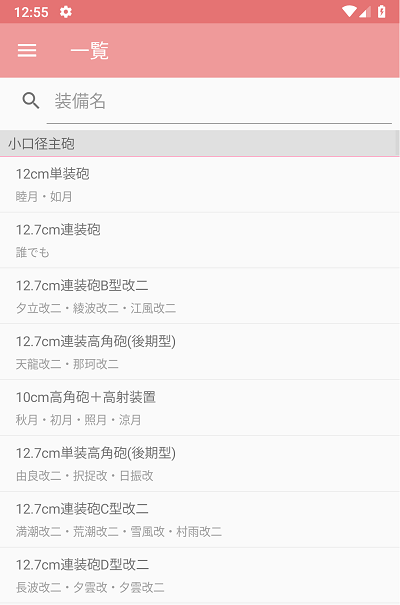 12:55
一覧
装備名
小口径主砲
12cm単装砲
睦月・如月
12.7cm連装砲
誰でも
12.7cm連装砲B型改二
夕立改二・綾波改二・江風改二
12.7cm連装高角砲(後期型)
天龍改二・那珂改二
10cm高角砲＋高射装置
秋月・初月・照月・涼月
12.7cm単装高角砲(後期型)
由良改二・択捉改・日振改
12.7cm連装砲C型改二
満潮改二・荒潮改二・雪風改・村雨改二
12.7cm連装砲D型改二
長波改二・夕雲改・夕雲改二